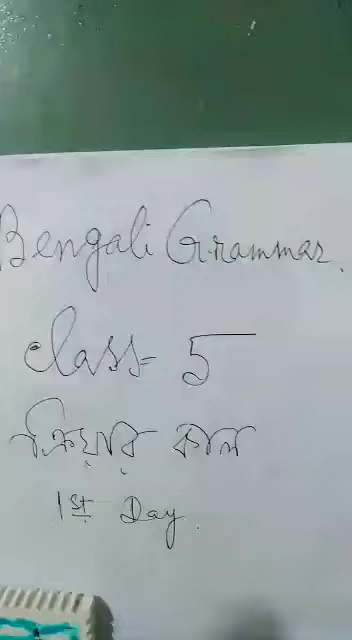 Bengali Grammar.
class- 5
ক্রিয়ার কাল
1st Day.